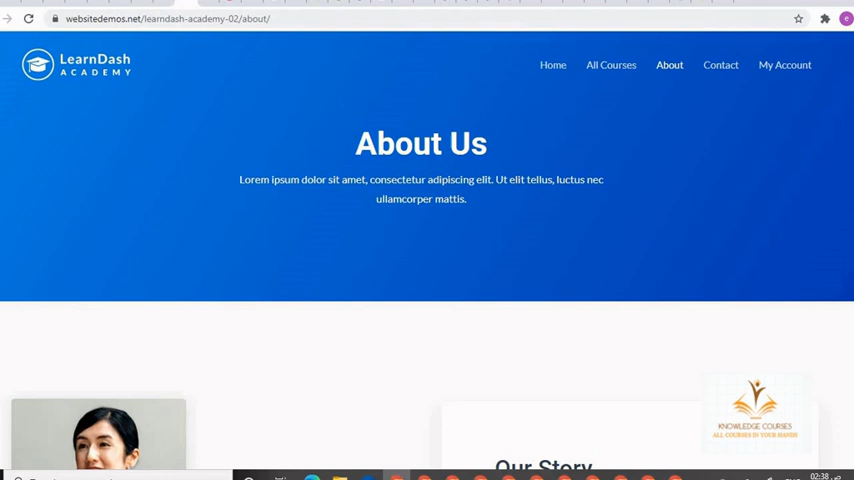 websitedemos.net/learndash-academy-02/about/
e
LearnDash
ACADEMY
Home
All Courses
About
Contact
My Account
About Us
Lorem ipsum dolor sit amet, consectetur adipiscing elit. Ut elit tellus, luctus nec
ullamcorper mattis.
KNOWLEDGE COURSES
ALL COURSES IN YOUR HANDS
Our Story
02:38